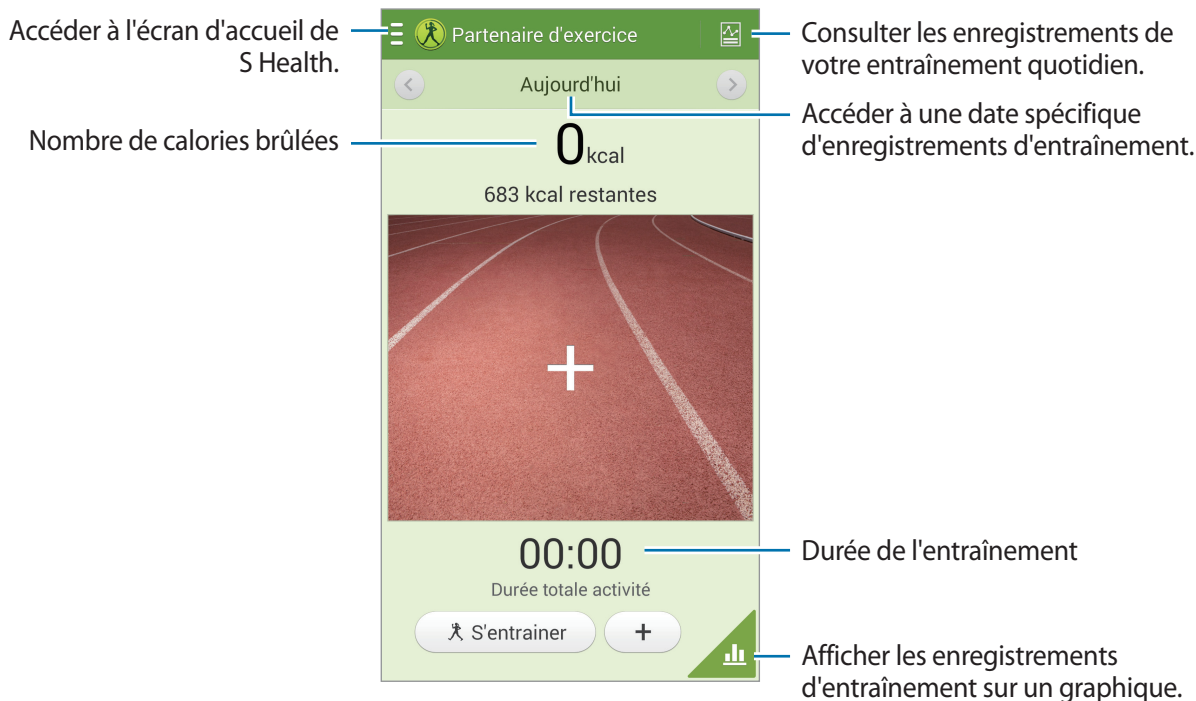 Accéder à l'écran d'accueil de
S Health.
Partenaire d'exercice
Consulter les enregistrements de
votre entraînement quotidien.
Aujourd'hui
Accéder à une date spécifique
d'enregistrements d'entraînement.
Nombre de calories brûlées
0 kcal
683 kcal restantes
00:00
Durée de l'entraînement
Durée totale activité
S'entrainer
+
Afficher les enregistrements
d'entraînement sur un graphique.